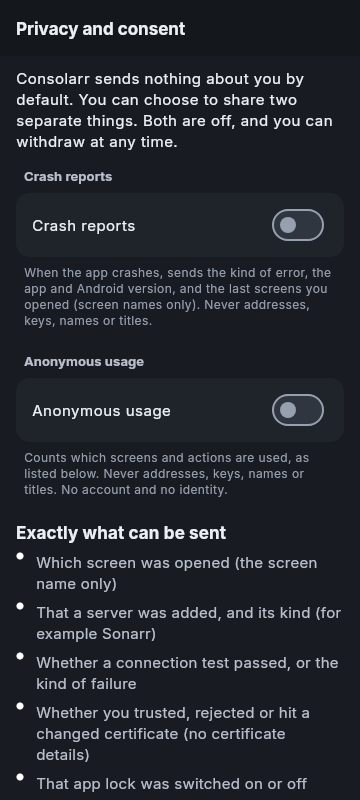 Privacy and consent
Consolarr sends nothing about you by
default. You can choose to share two
separate things. Both are off, and you can
withdraw at any time.
Crash reports
Crash reports
When the app crashes, sends the kind of error, the
app and Android version, and the last screens you
opened (screen names only). Never addresses,
keys, names or titles.
Anonymous usage
Anonymous usage
Counts which screens and actions are used, as
listed below. Never addresses, keys, names or
titles. No account and no identity.
Exactly what can be sent
Which screen was opened (the screen
name only)
That a server was added, and its kind (for
example Sonarr)
Whether a connection test passed, or the
kind of failure
Whether you trusted, rejected or hit a
changed certificate (no certificate
details)
That app lock was switched on or off